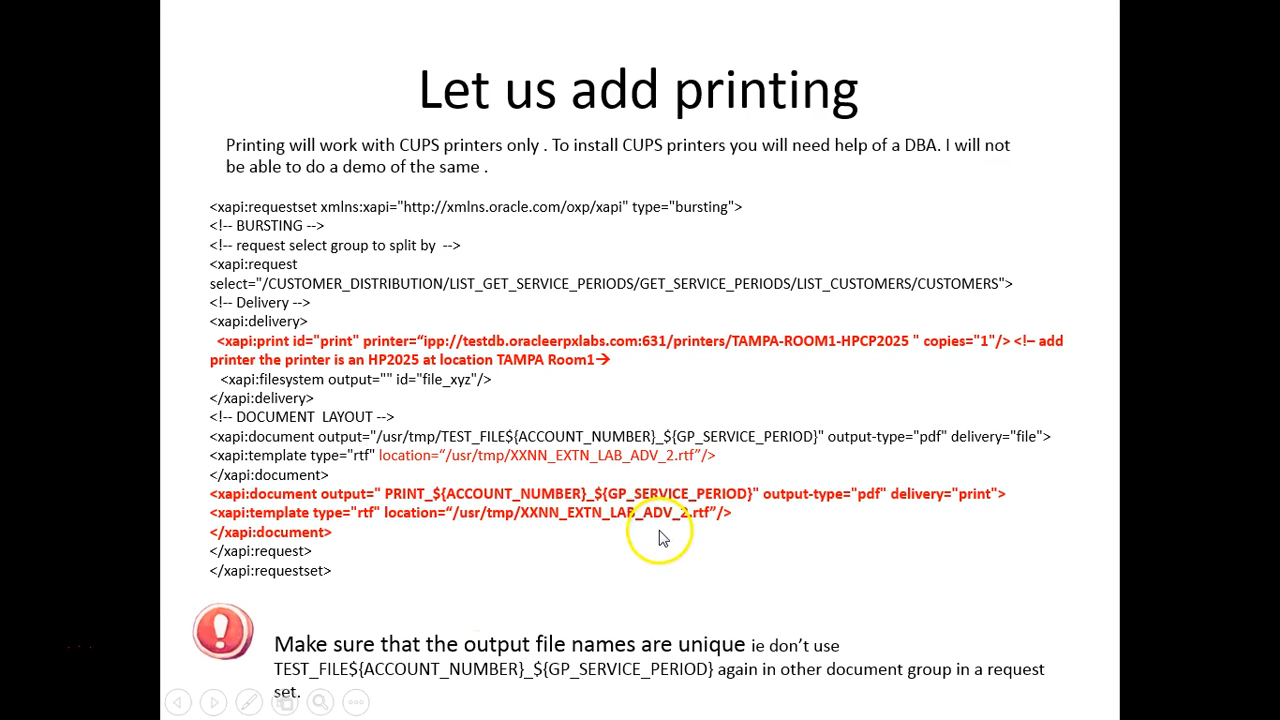 Let us add printing
Printing will work with CUPS printers only . To install CUPS printers you will need help of a DBA. I will not
be able to do a demo of the same .
<xapi:requestset xmlns:xapi="http://xmlns.oracle.com/oxp/xapi" type="bursting">
<!-- BURSTING -->
<!-- request select group to split by  -->
<xapi:request
select="/CUSTOMER_DISTRIBUTION/LIST_GET_SERVICE_PERIODS/GET_SERVICE_PERIODS/LIST_CUSTOMERS/CUSTOMERS">
<!-- Delivery -->
<xapi:delivery>
<xapi:print id="print" printer=“ipp://testdb.oracleerpxlabs.com:631/printers/TAMPA-ROOM1-HPCP2025 " copies="1"/> <!– add
printer the printer is an HP2025 at location TAMPA Room1→
<xapi:filesystem output="" id="file_xyz"/>
</xapi:delivery>
<!-- DOCUMENT  LAYOUT -->
<xapi:document output="/usr/tmp/TEST_FILE${ACCOUNT_NUMBER}_${GP_SERVICE_PERIOD}" output-type="pdf" delivery="file">
<xapi:template type="rtf" location=“/usr/tmp/XXNN_EXTN_LAB_ADV_2.rtf”/>
</xapi:document>
<xapi:document output=" PRINT_${ACCOUNT_NUMBER}_${GP_SERVICE_PERIOD}" output-type="pdf" delivery="print">
<xapi:template type="rtf" location=“/usr/tmp/XXNN_EXTN_LAB_ADV_2.rtf”/>
</xapi:document>
</xapi:request>
</xapi:requestset>
Make sure that the output file names are unique ie don’t use
TEST_FILE${ACCOUNT_NUMBER}_${GP_SERVICE_PERIOD} again in other document group in a request
set.